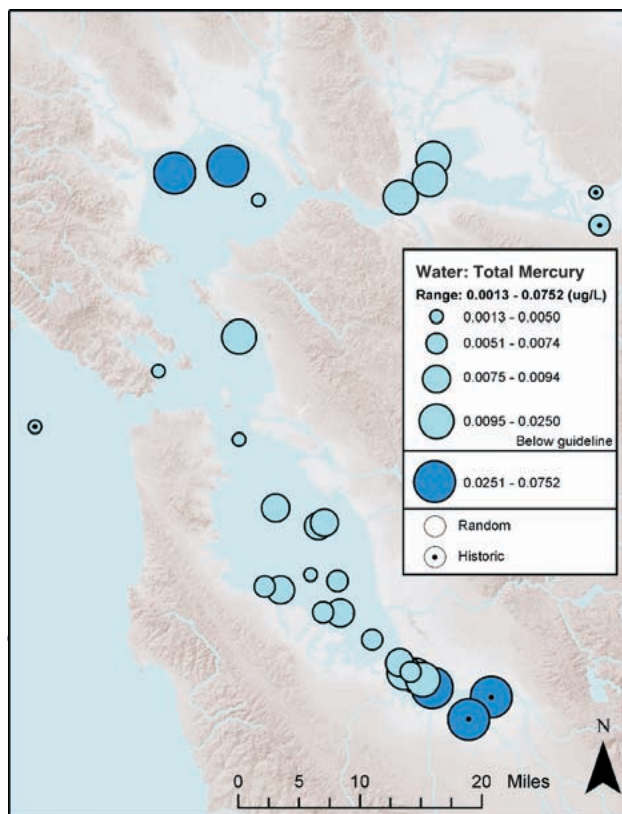 Water: Total Mercury
Range: 0.0013 - 0.0752 (ug/L)
0.0013 - 0.0050
0.0051 - 0.0074
0.0075 - 0.0094
0.0095 - 0.0250
Below guideline
0.0251 - 0.0752
Random
Historic
N
0 5 10 20 Miles